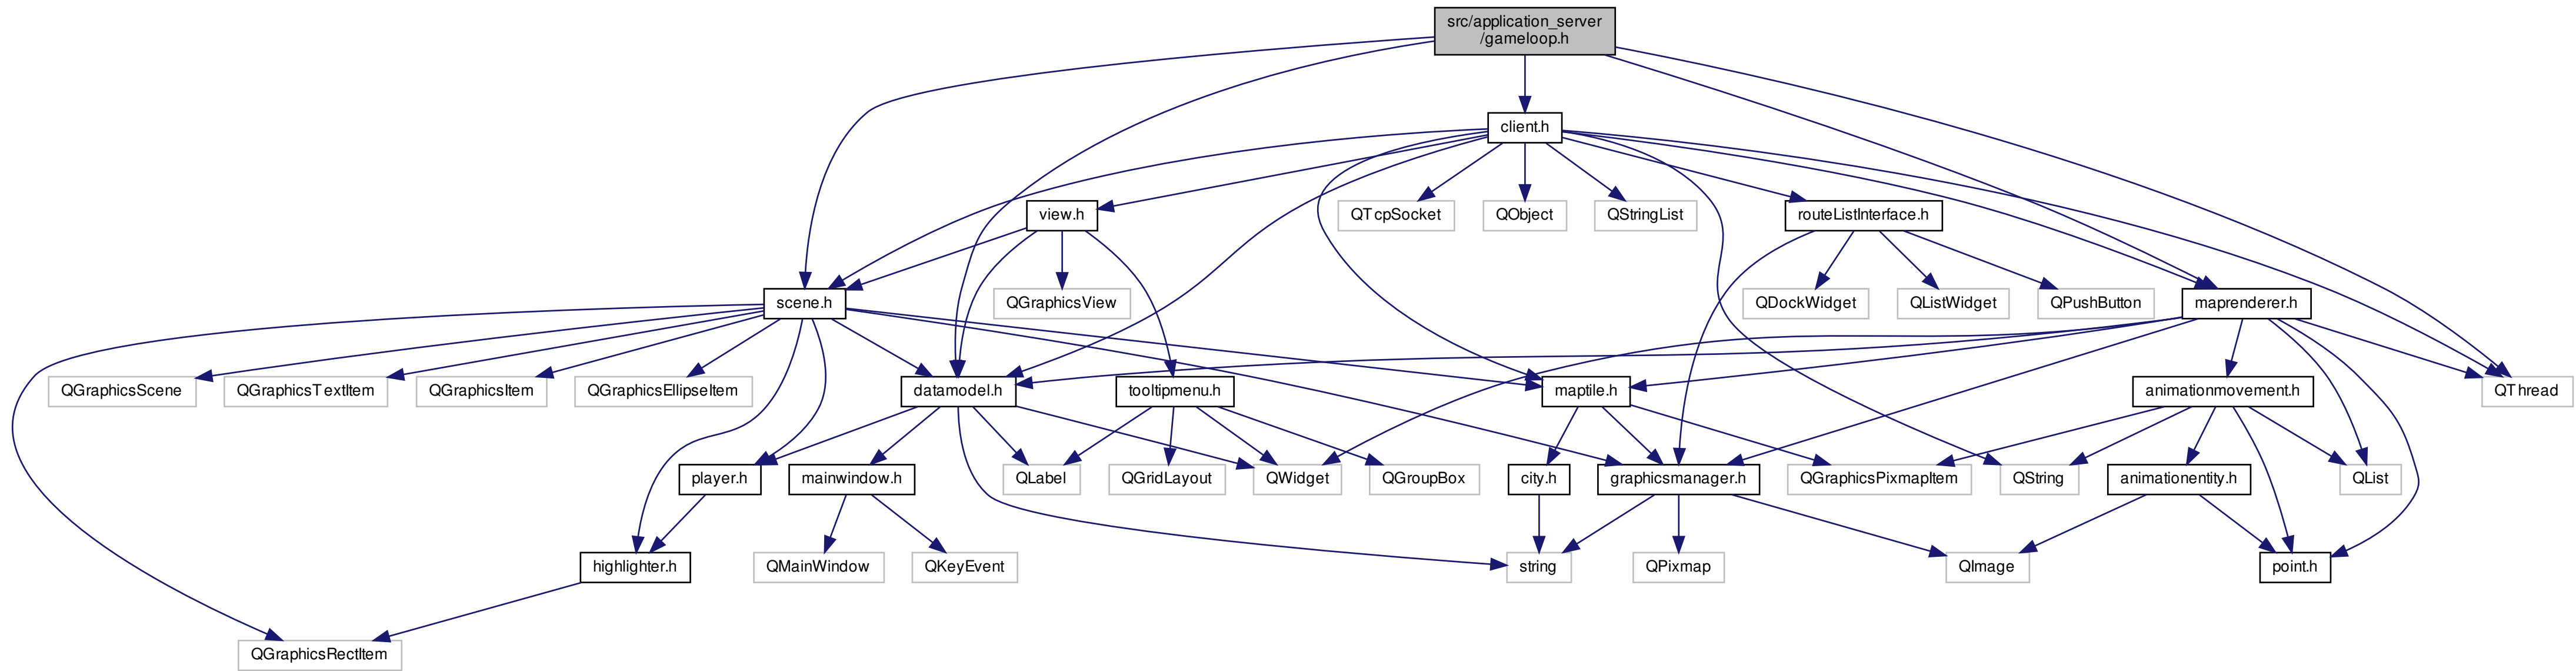 src/application_server
/gameloop.h
client.h
view.h
QTcpSocket
QObject
QStringList
routeListInterface.h
scene.h
QGraphicsView
QDockWidget
QListWidget
QPushButton
maprenderer.h
QGraphicsScene
QGraphicsTextItem
QGraphicsItem
QGraphicsEllipseItem
datamodel.h
tooltipmenu.h
maptile.h
animationmovement.h
QThread
player.h
mainwindow.h
QLabel
QGridLayout
QWidget
QGroupBox
city.h
graphicsmanager.h
QGraphicsPixmapItem
QString
animationentity.h
QList
highlighter.h
QMainWindow
QKeyEvent
string
QPixmap
QImage
point.h
QGraphicsRectItem